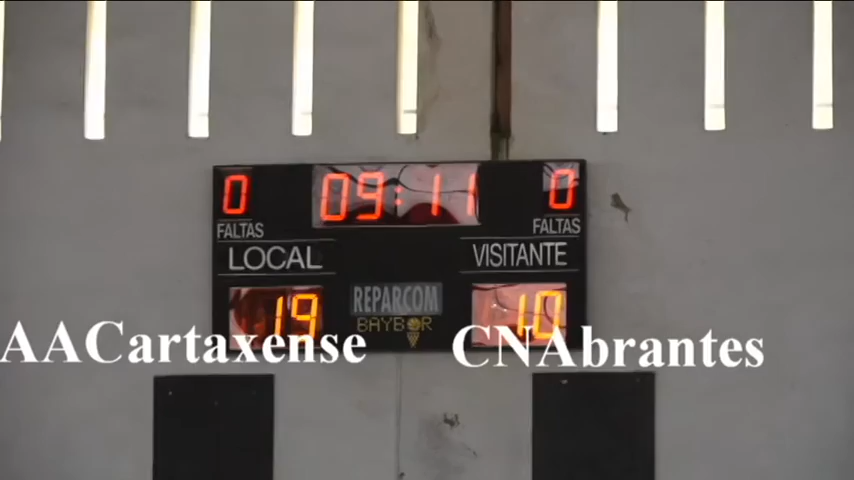 0 09:11 0
FALTAS FALTAS
LOCAL VISITANTE
19 REPARCOM 10
BAYBOR
AACartaxense CNAbrantes